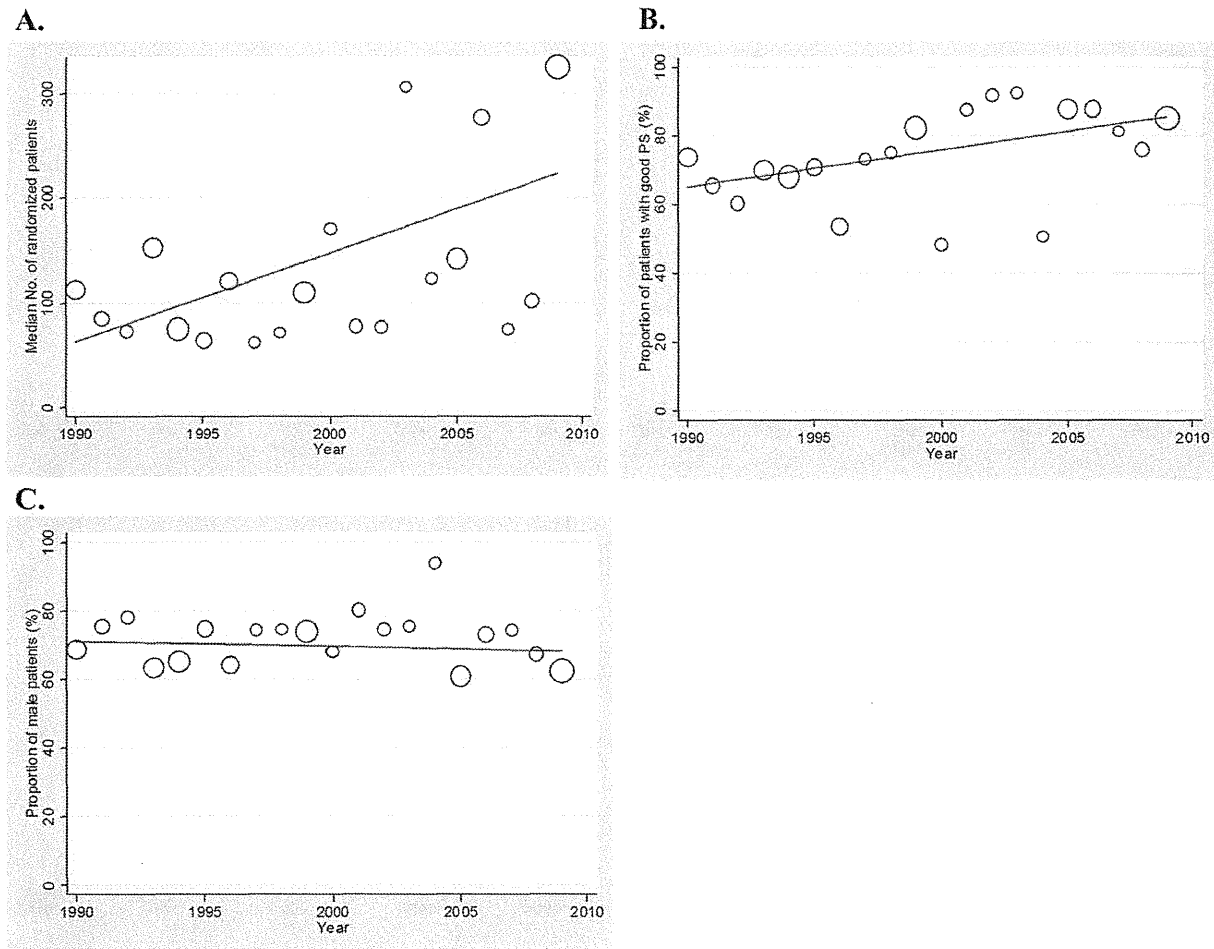 A.
Median No. of randomized patients
300
200
100
0
1990 1995 2000 2005 2010
Year
B.
Proportion of patients with good PS (%)
100
80
60
40
20
0
1990 1995 2000 2005 2010
Year
C.
Proportion of male patients (%)
100
80
60
40
20
0
1990 1995 2000 2005 2010
Year